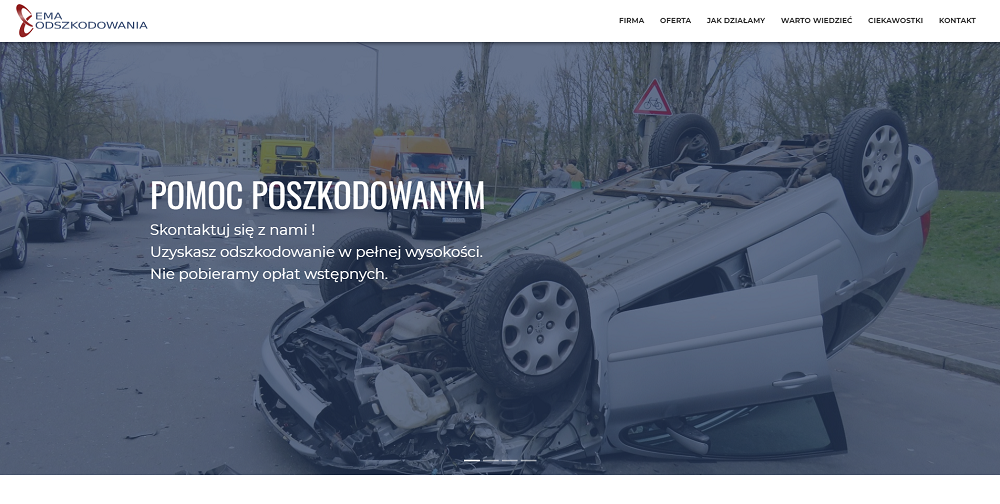 EMA
ODSZKODOWANIA
FIRMA
OFERTA
JAK DZIAŁAMY
WARTO WIEDZIEĆ
CIEKAWOSTKI
KONTAKT
POMOC POSZKODOWANYM
Skontaktuj się z nami !
Uzyskasz odszkodowanie w pełnej wysokości.
Nie pobieramy opłat wstępnych.